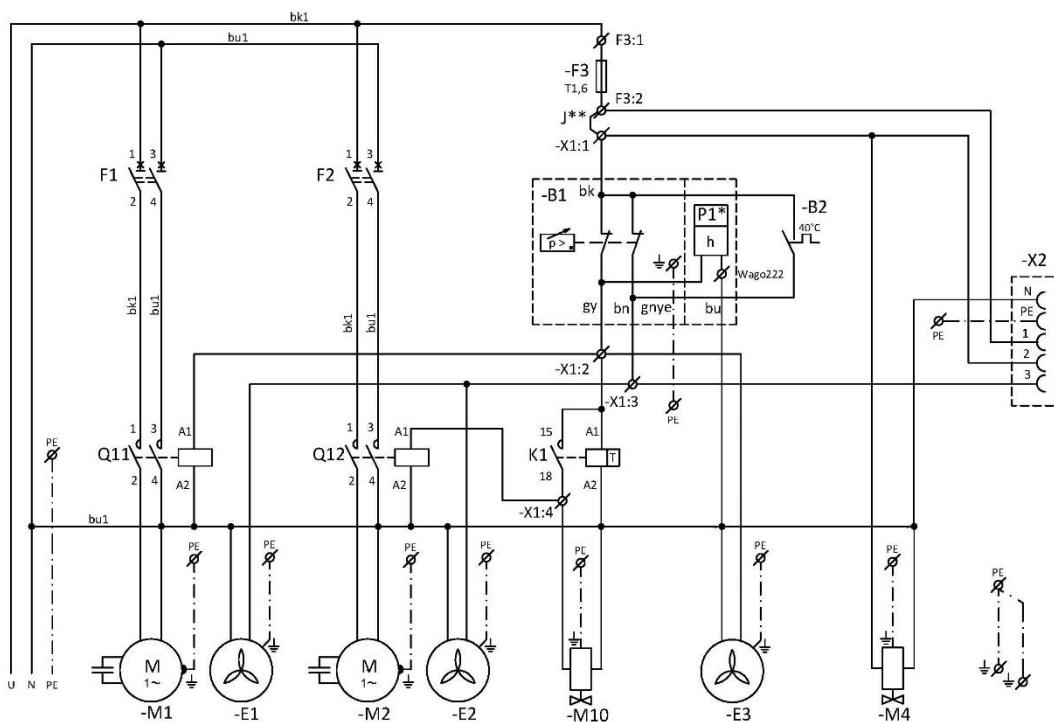 bk1
bu1
F3:1
-F3
T1,6
F3:2
J**
-X1:1
1 3
F1
2 4
1 3
F2
2 4
-B1
bk
P1*
h
-B2
40°C
p >.
Wago222
gy bn gnye bu
-X2
N
PE
1
2
3
PE
bk1 bu1
bk1 bu1
-X1:2
-X1:3
PE
PE
1 3 A1
Q11
2 4 A2
1 3 A1
Q12
2 4 A2
15 A1
K1 T
18 A2
-X1:4
bu1
PE
PE
PE
PE
PE
PE
PE
PE
M
1~
M
1~
U N PE
-M1
-E1
-M2
-E2
-M10
-E3
-M4